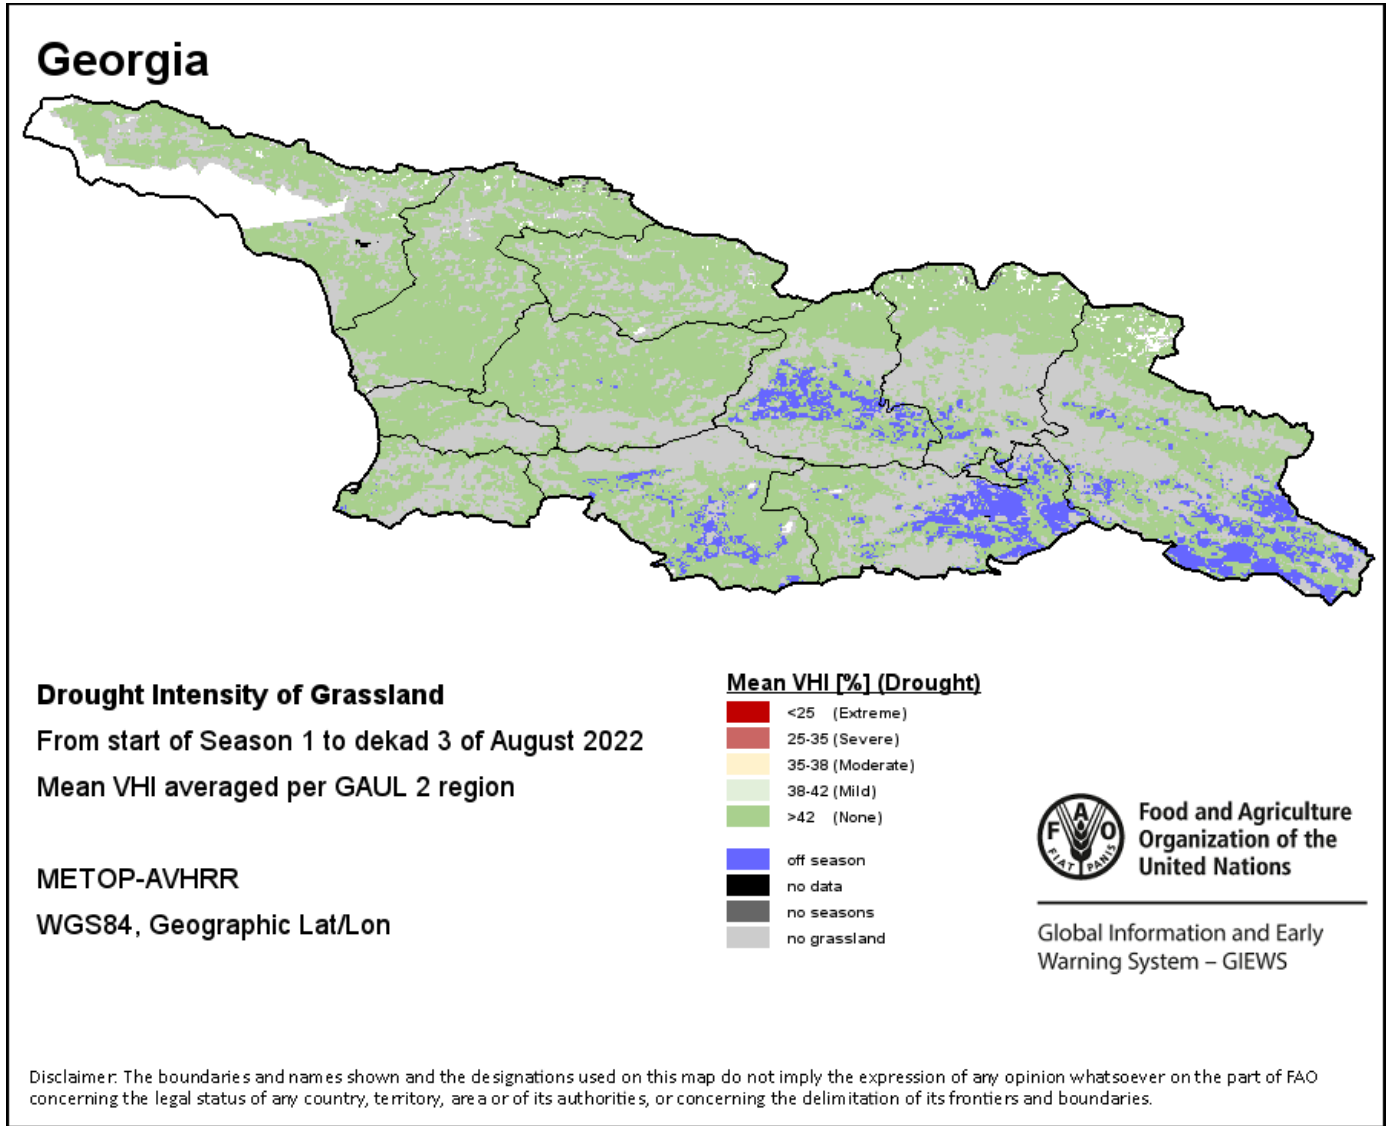 Georgia
Drought Intensity of Grassland
From start of Season 1 to dekad 3 of August 2022
Mean VHI averaged per GAUL 2 region
METOP-AVHRR
WGS84, Geographic Lat/Lon
Mean VHI [%] (Drought)
<25 (Extreme)
25-35 (Severe)
35-38 (Moderate)
38-42 (Mild)
>42 (None)
off season
no data
no seasons
no grassland
F A O
FIAT PANIS
Food and Agriculture
Organization of the
United Nations
Global Information and Early
Warning System – GIEWS
Disclaimer: The boundaries and names shown and the designations used on this map do not imply the expression of any opinion whatsoever on the part of FAO
concerning the legal status of any country, territory, area or of its authorities, or concerning the delimitation of its frontiers and boundaries.